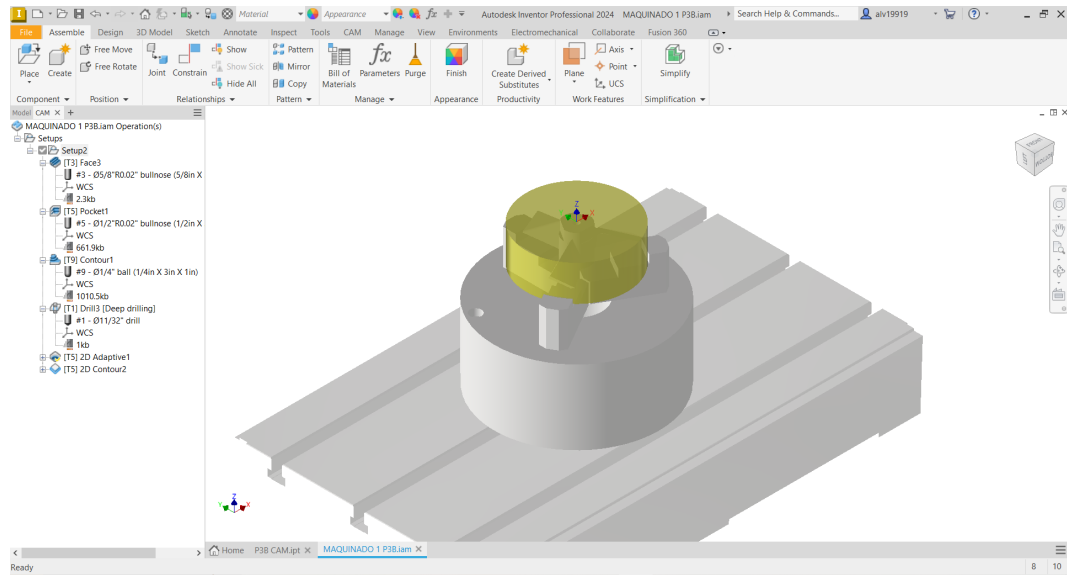 Material
Appearance
Autodesk Inventor Professional 2024 MAQUINADO 1 P3B.iam
Search Help & Commands...
alv19919
File Assemble Design 3D Model Sketch Annotate Inspect Tools CAM Manage View Environments Electromechanical Collaborate Fusion 360
Place
Create
Free Move
Free Rotate
Joint
Constrain
Show
Show Sick
Hide All
Pattern
Mirror
Copy
Bill of
Materials
Parameters
Purge
Finish
Create Derived
Substitutes
Plane
Axis
Point
UCS
Simplify
Component
Position
Relationships
Pattern
Manage
Appearance
Productivity
Work Features
Simplification
Model CAM
MAQUINADO 1 P3B.iam Operation(s)
Setups
Setup2
[T3] Face3
#3 - Ø5/8"R0.02" bullnose (5/8in X
WCS
2.3kb
[T5] Pocket1
#5 - Ø1/2"R0.02" bullnose (1/2in X
WCS
661.9kb
[T9] Contour1
#9 - Ø1/4" ball (1/4in X 3in X 1in)
WCS
1010.5kb
[T1] Drill3 [Deep drilling]
#1 - Ø11/32" drill
WCS
1kb
[T5] 2D Adaptive1
[T5] 2D Contour2
Z
X
Z
Y
X
Home P3B CAM.ipt MAQUINADO 1 P3B.iam
Ready
8 10